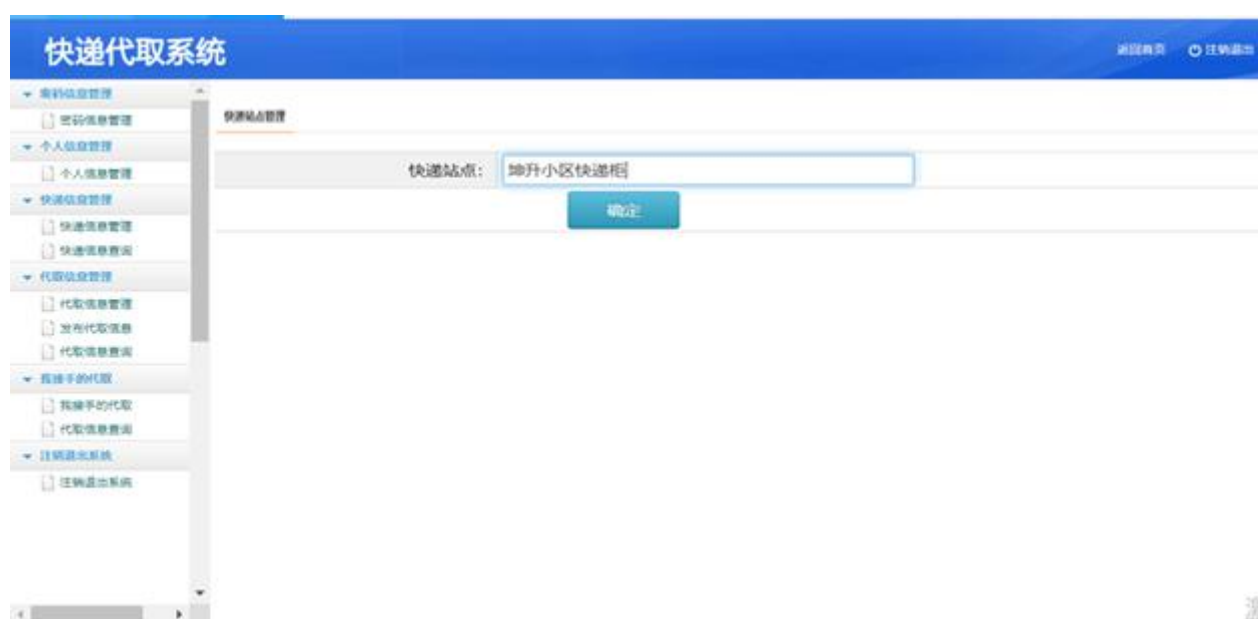 快递代取系统
返回首页 注销退出
密码信息管理
密码信息管理
个人信息管理
个人信息管理
快递信息管理
快递信息管理
快递信息查询
代取信息管理
代取信息管理
发布代取信息
代取信息查询
我接手的代取
我接手的代取
代取信息查询
注销退出系统
注销退出系统
快递站点管理
快递站点: 坤升小区快递柜
确定